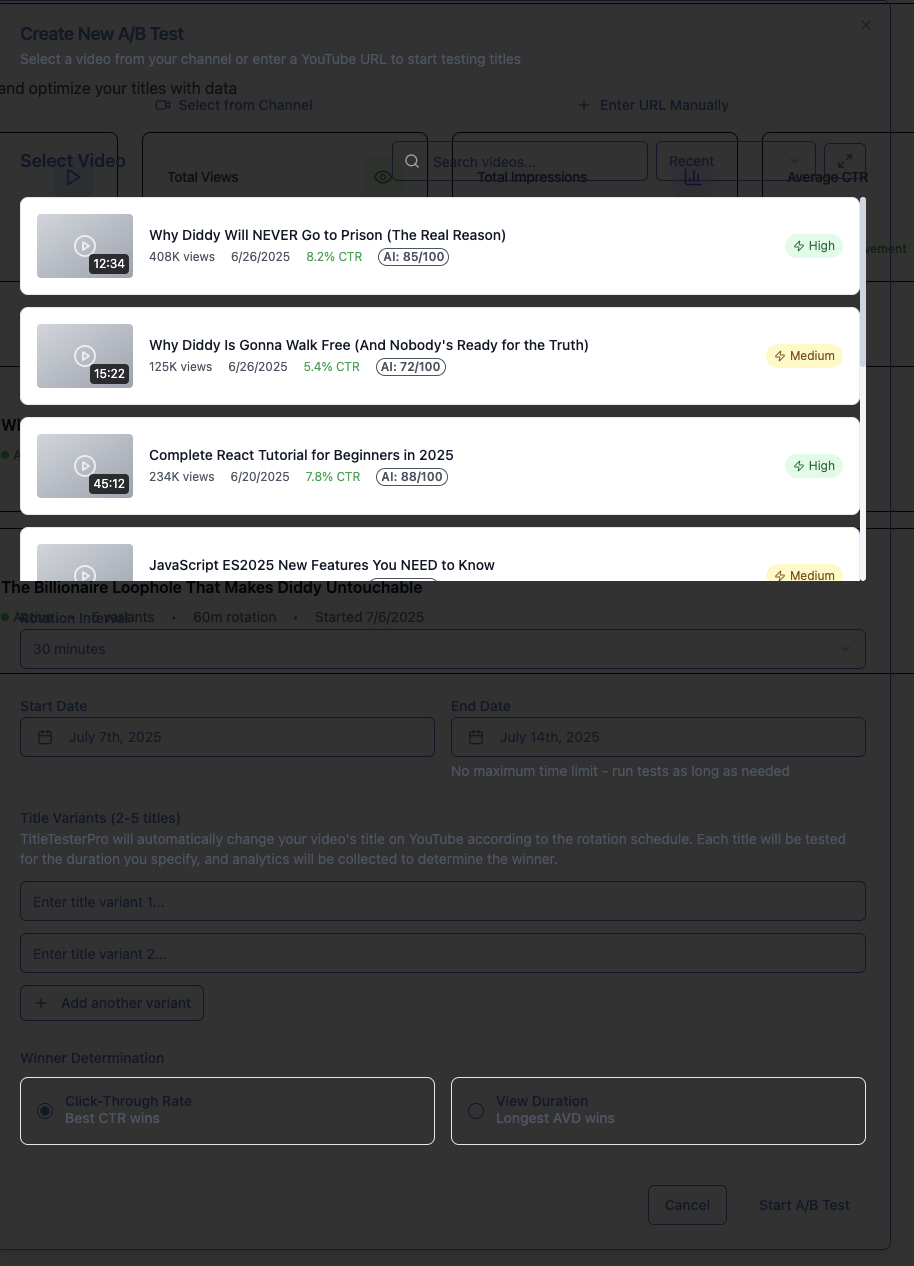 Create New A/B Test
Select a video from your channel or enter a YouTube URL to start testing titles
and optimize your titles with data
Select from Channel
Enter URL Manually
Select Video
Search videos...
Recent
Total Views
Total Impressions
Average CTR
Why Diddy Will NEVER Go to Prison (The Real Reason)
12:34
408K views 6/26/2025 8.2% CTR AI: 85/100
High
vement
Why Diddy Is Gonna Walk Free (And Nobody's Ready for the Truth)
15:22
125K views 6/26/2025 5.4% CTR AI: 72/100
Medium
Complete React Tutorial for Beginners in 2025
45:12
234K views 6/20/2025 7.8% CTR AI: 88/100
High
JavaScript ES2025 New Features You NEED to Know
Medium
The Billionaire Loophole That Makes Diddy Untouchable
Rotation Interval
variants • 60m rotation • Started 7/6/2025
30 minutes
Start Date
End Date
July 7th, 2025
July 14th, 2025
No maximum time limit - run tests as long as needed
Title Variants (2-5 titles)
TitleTesterPro will automatically change your video's title on YouTube according to the rotation schedule. Each title will be tested
for the duration you specify, and analytics will be collected to determine the winner.
Enter title variant 1...
Enter title variant 2...
Add another variant
Winner Determination
Click-Through Rate
Best CTR wins
View Duration
Longest AVD wins
Cancel
Start A/B Test